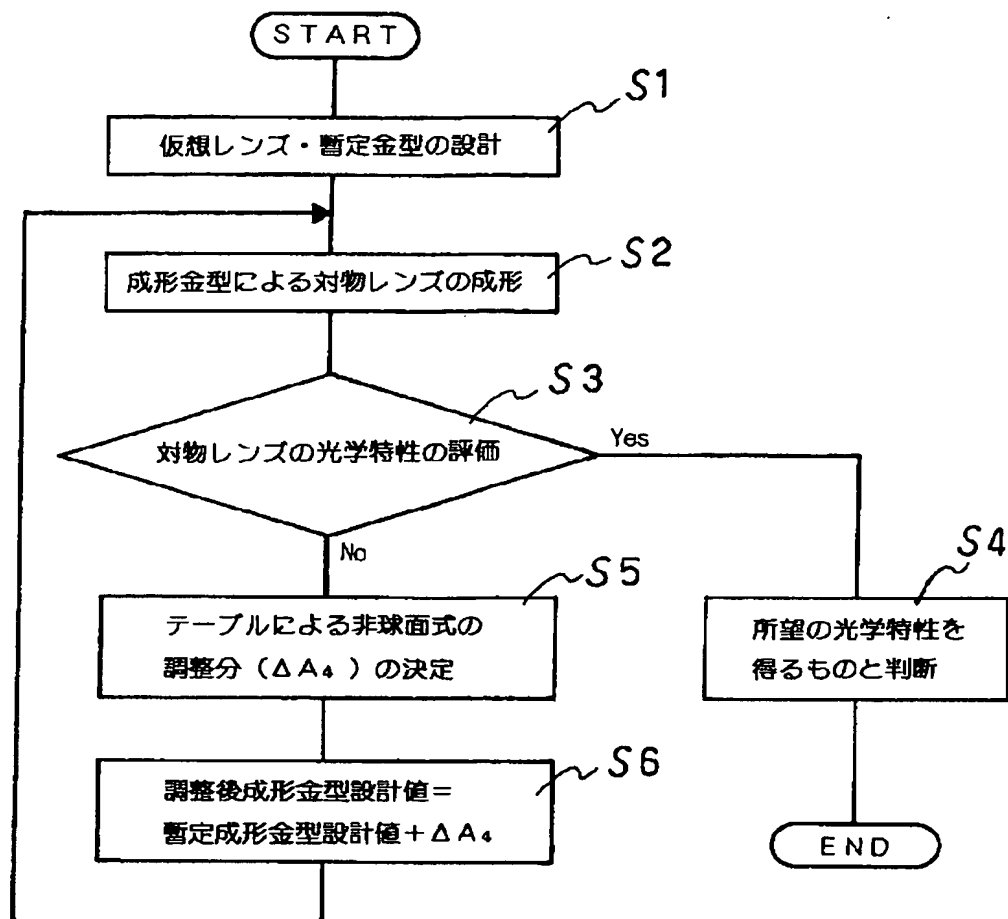 START
S1
仮想レンズ・暫定金型の設計
S2
成形金型による対物レンズの成形
S3
対物レンズの光学特性の評価
Yes
No
S4
所望の光学特性を
得るものと判断
S5
テーブルによる非球面式の
調整分（ΔA₄）の決定
S6
調整後成形金型設計値＝
暫定成形金型設計値＋ΔA₄
END